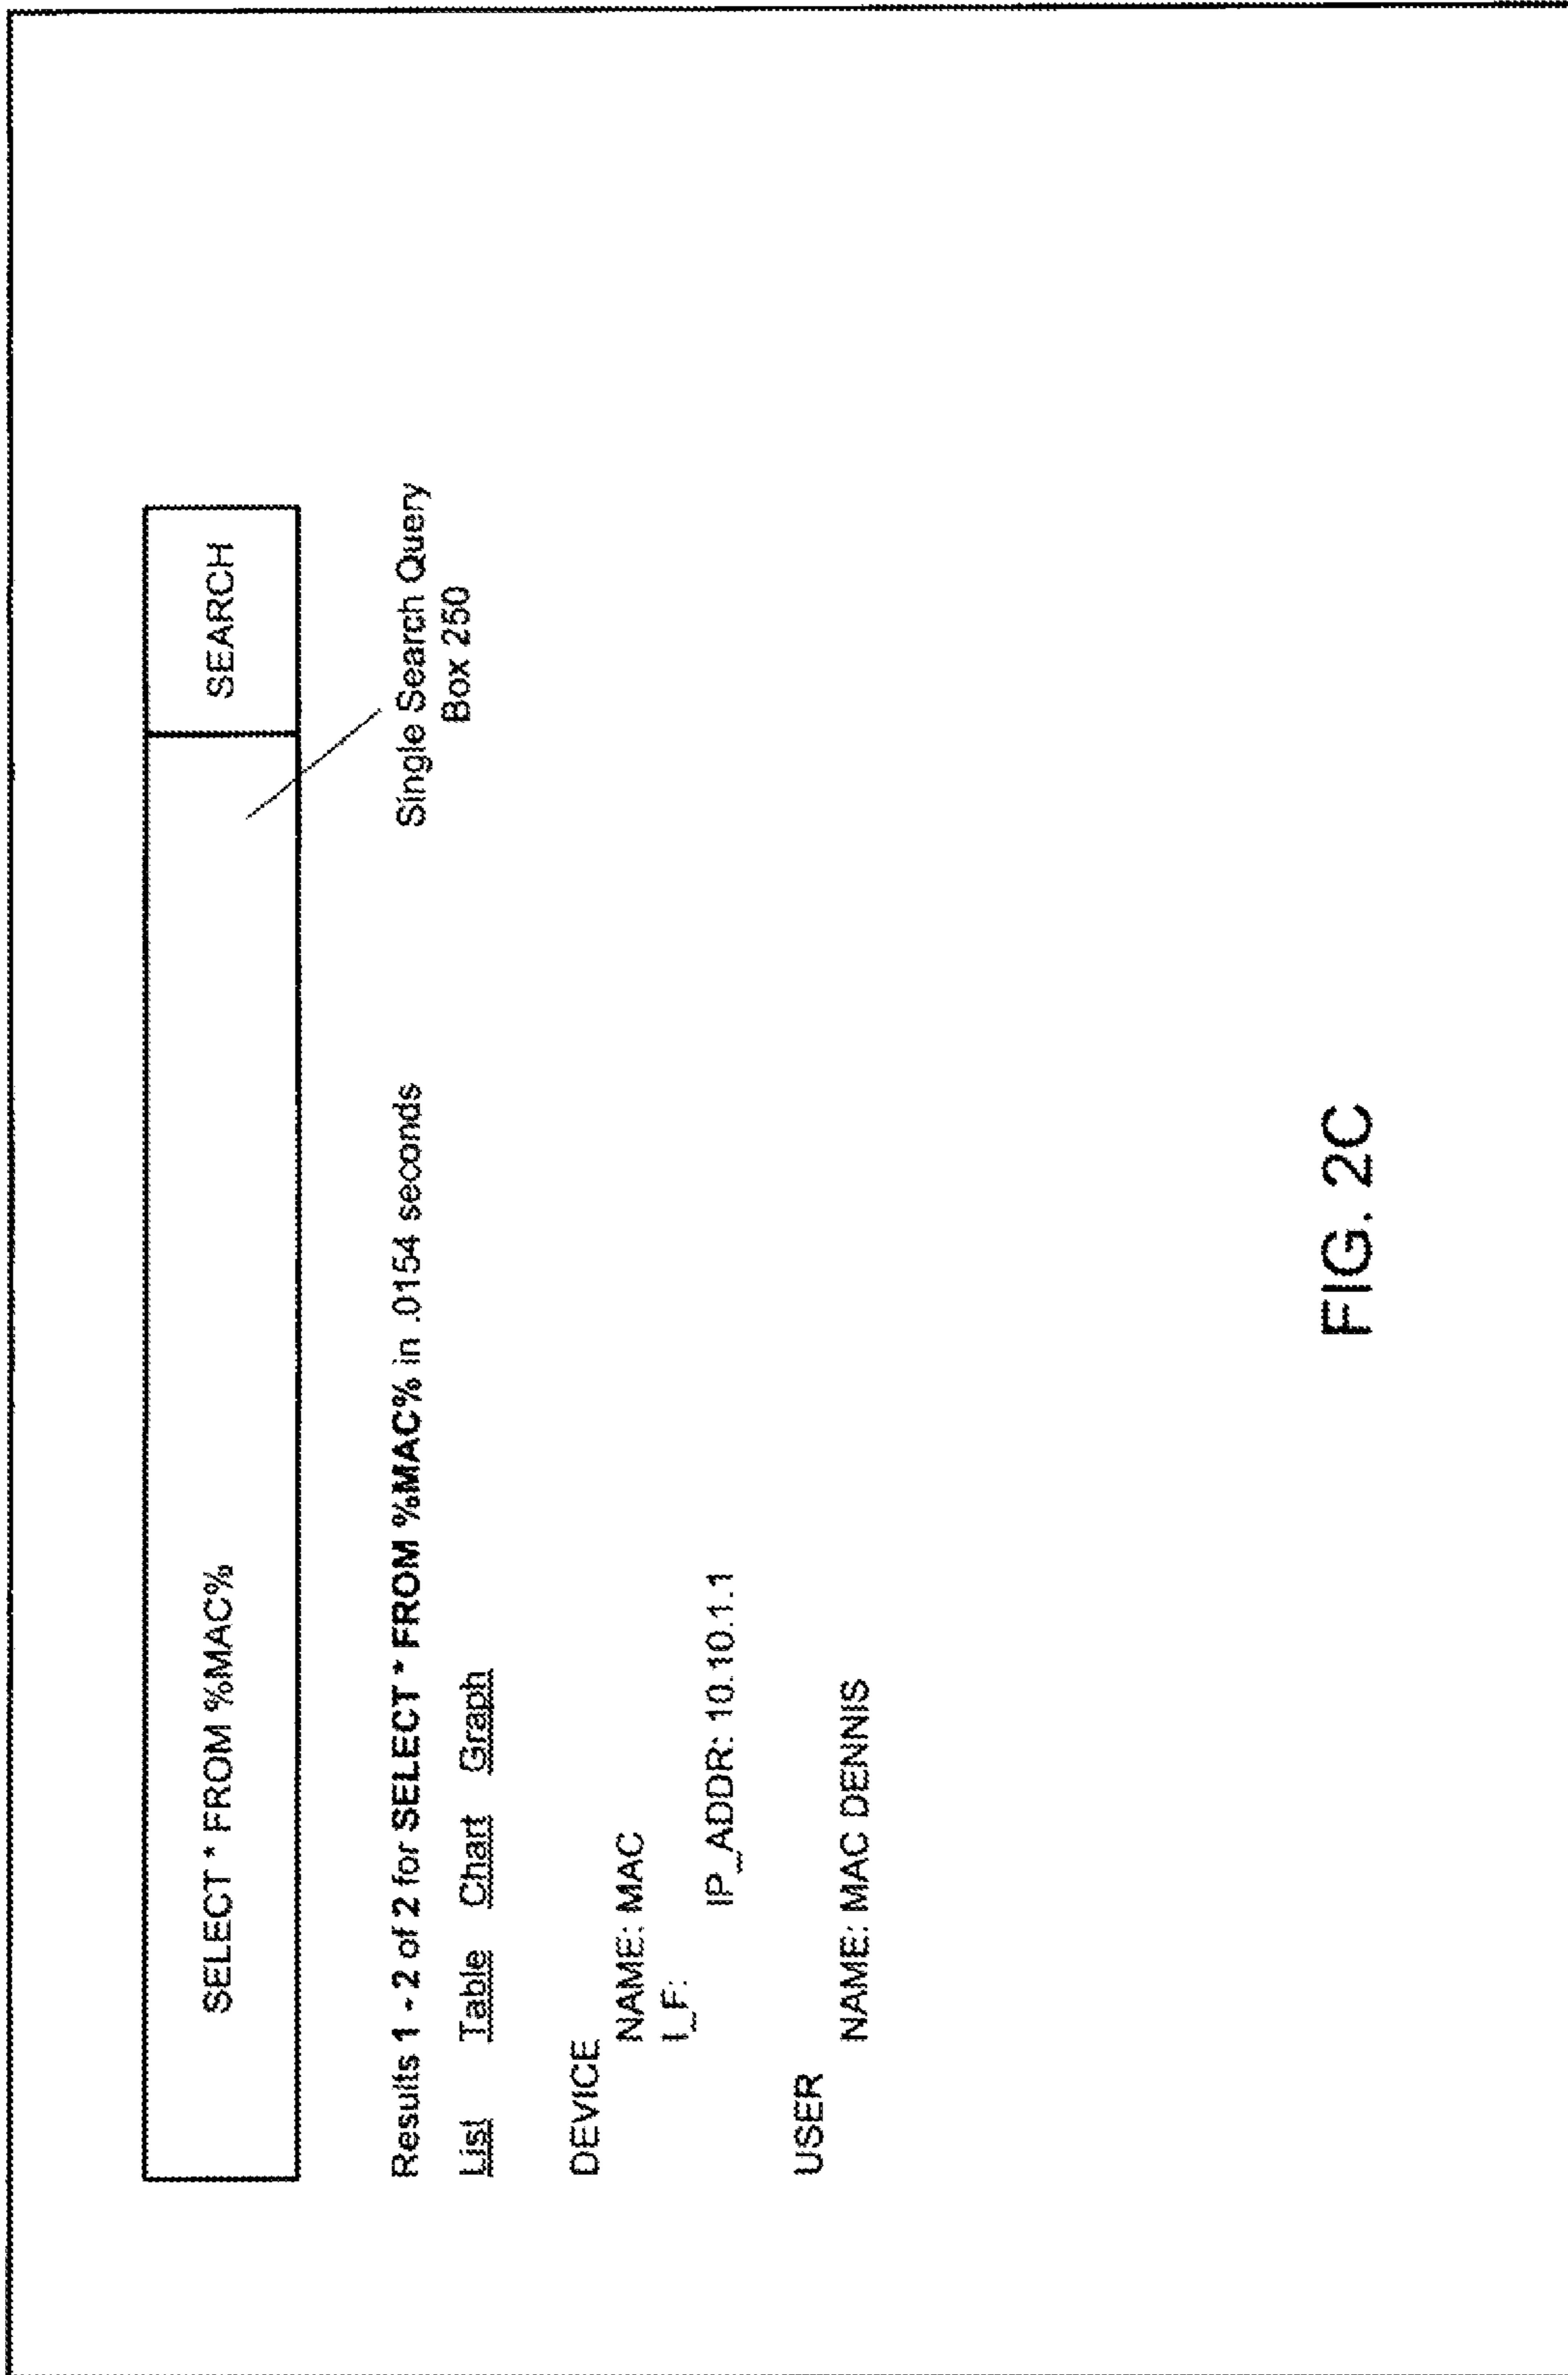 SELECT * FROM %MAC%
SEARCH
Single Search Query
Box 250
Results 1 - 2 of 2 for SELECT * FROM %MAC% in .0154 seconds
List Table Chart Graph
DEVICE
NAME: MAC
I_F:
IP_ADDR: 10.10.1.1
USER
NAME: MAC DENNIS
FIG. 2C